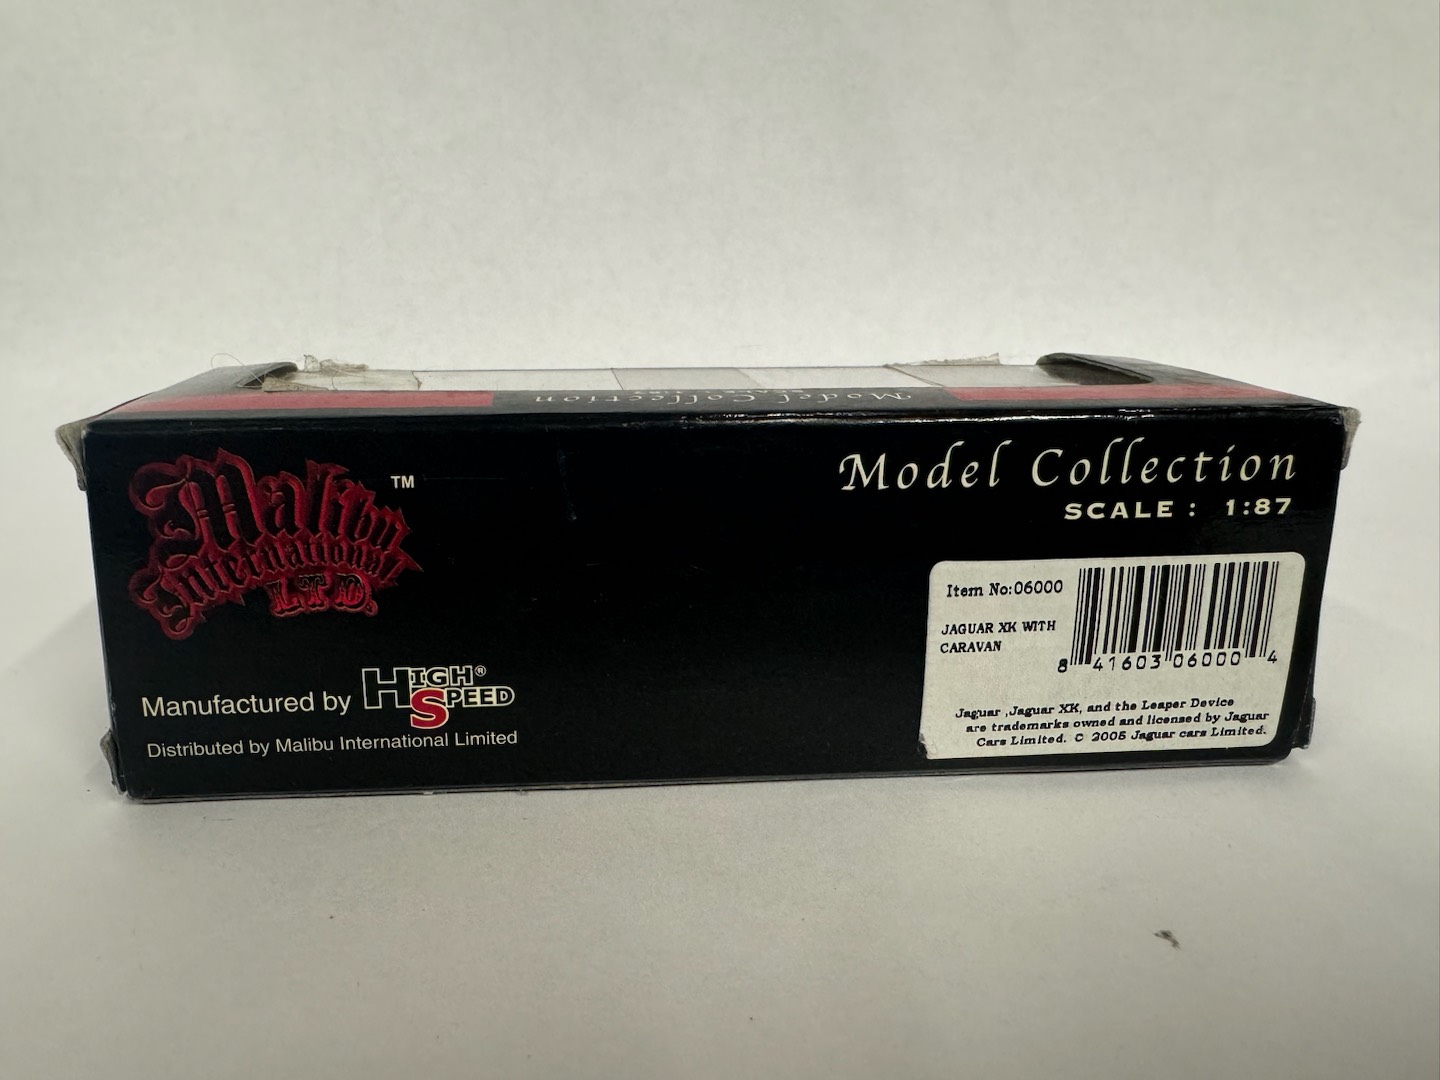 Model Collection
Malibu
International
LTD.
TM
Model Collection
SCALE : 1:87
Item No:06000
JAGUAR XK WITH
CARAVAN
8 41603 06000 4
Jaguar ,Jaguar XK, and the Leaper Device
are trademarks owned and licensed by Jaguar
Cars Limited. © 2005 Jaguar cars Limited.
Manufactured by HIGH SPEED®
Distributed by Malibu International Limited